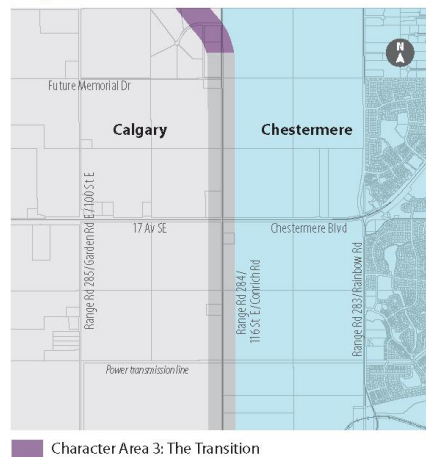 N
Future Memorial Dr
Calgary
Chestermere
17 Av SE
Chestermere Blvd
Range Rd 285/Garden Rd E/100 St E
Range Rd 284/
116 St E/Conrich Rd
Range Rd 283/Rainbow Rd
Power transmission line
Character Area 3: The Transition